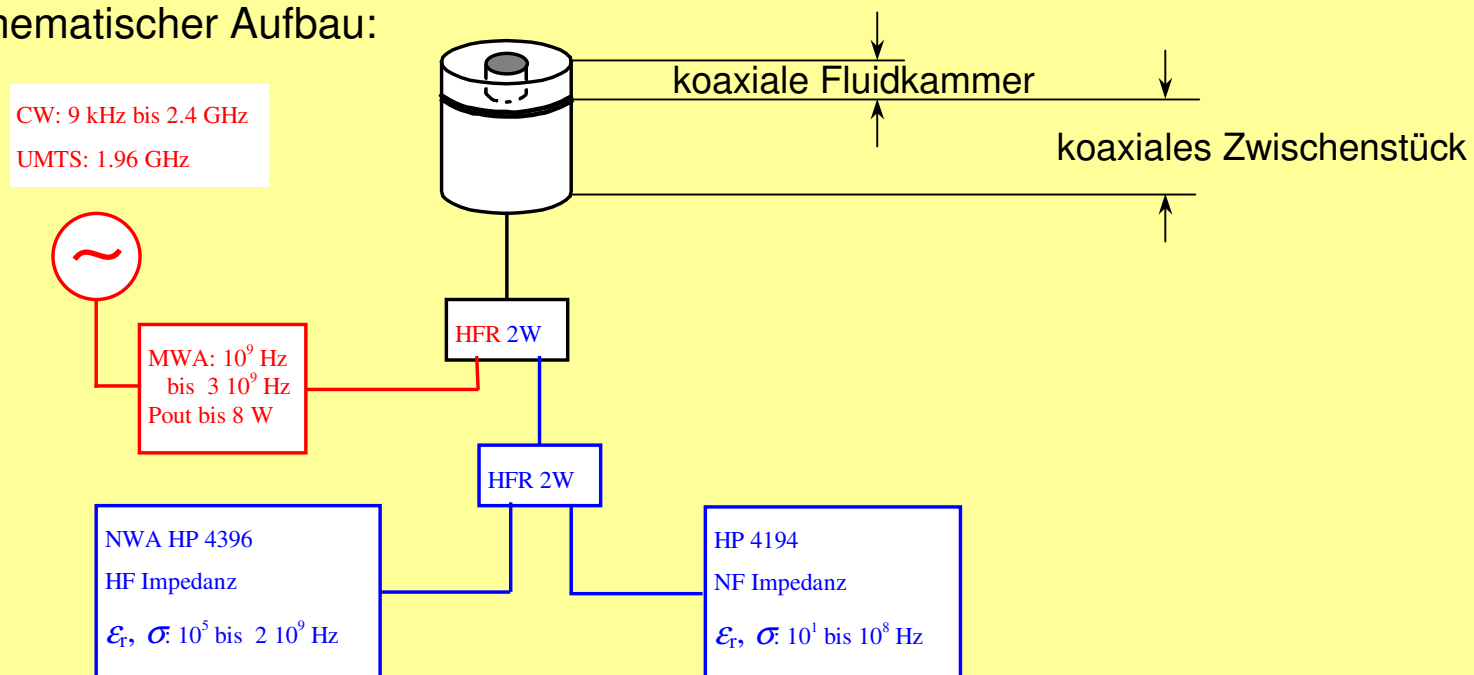 hematischer Aufbau:
koaxiale Fluidkammer
koaxiales Zwischenstück
CW: 9 kHz bis 2.4 GHz
UMTS: 1.96 GHz
~
HFR 2W
MWA: 10⁹ Hz
bis 3 10⁹ Hz
Pout bis 8 W
HFR 2W
NWA HP 4396
HF Impedanz
εr, σ: 10⁵ bis 2 10⁹ Hz
HP 4194
NF Impedanz
εr, σ: 10¹ bis 10⁸ Hz